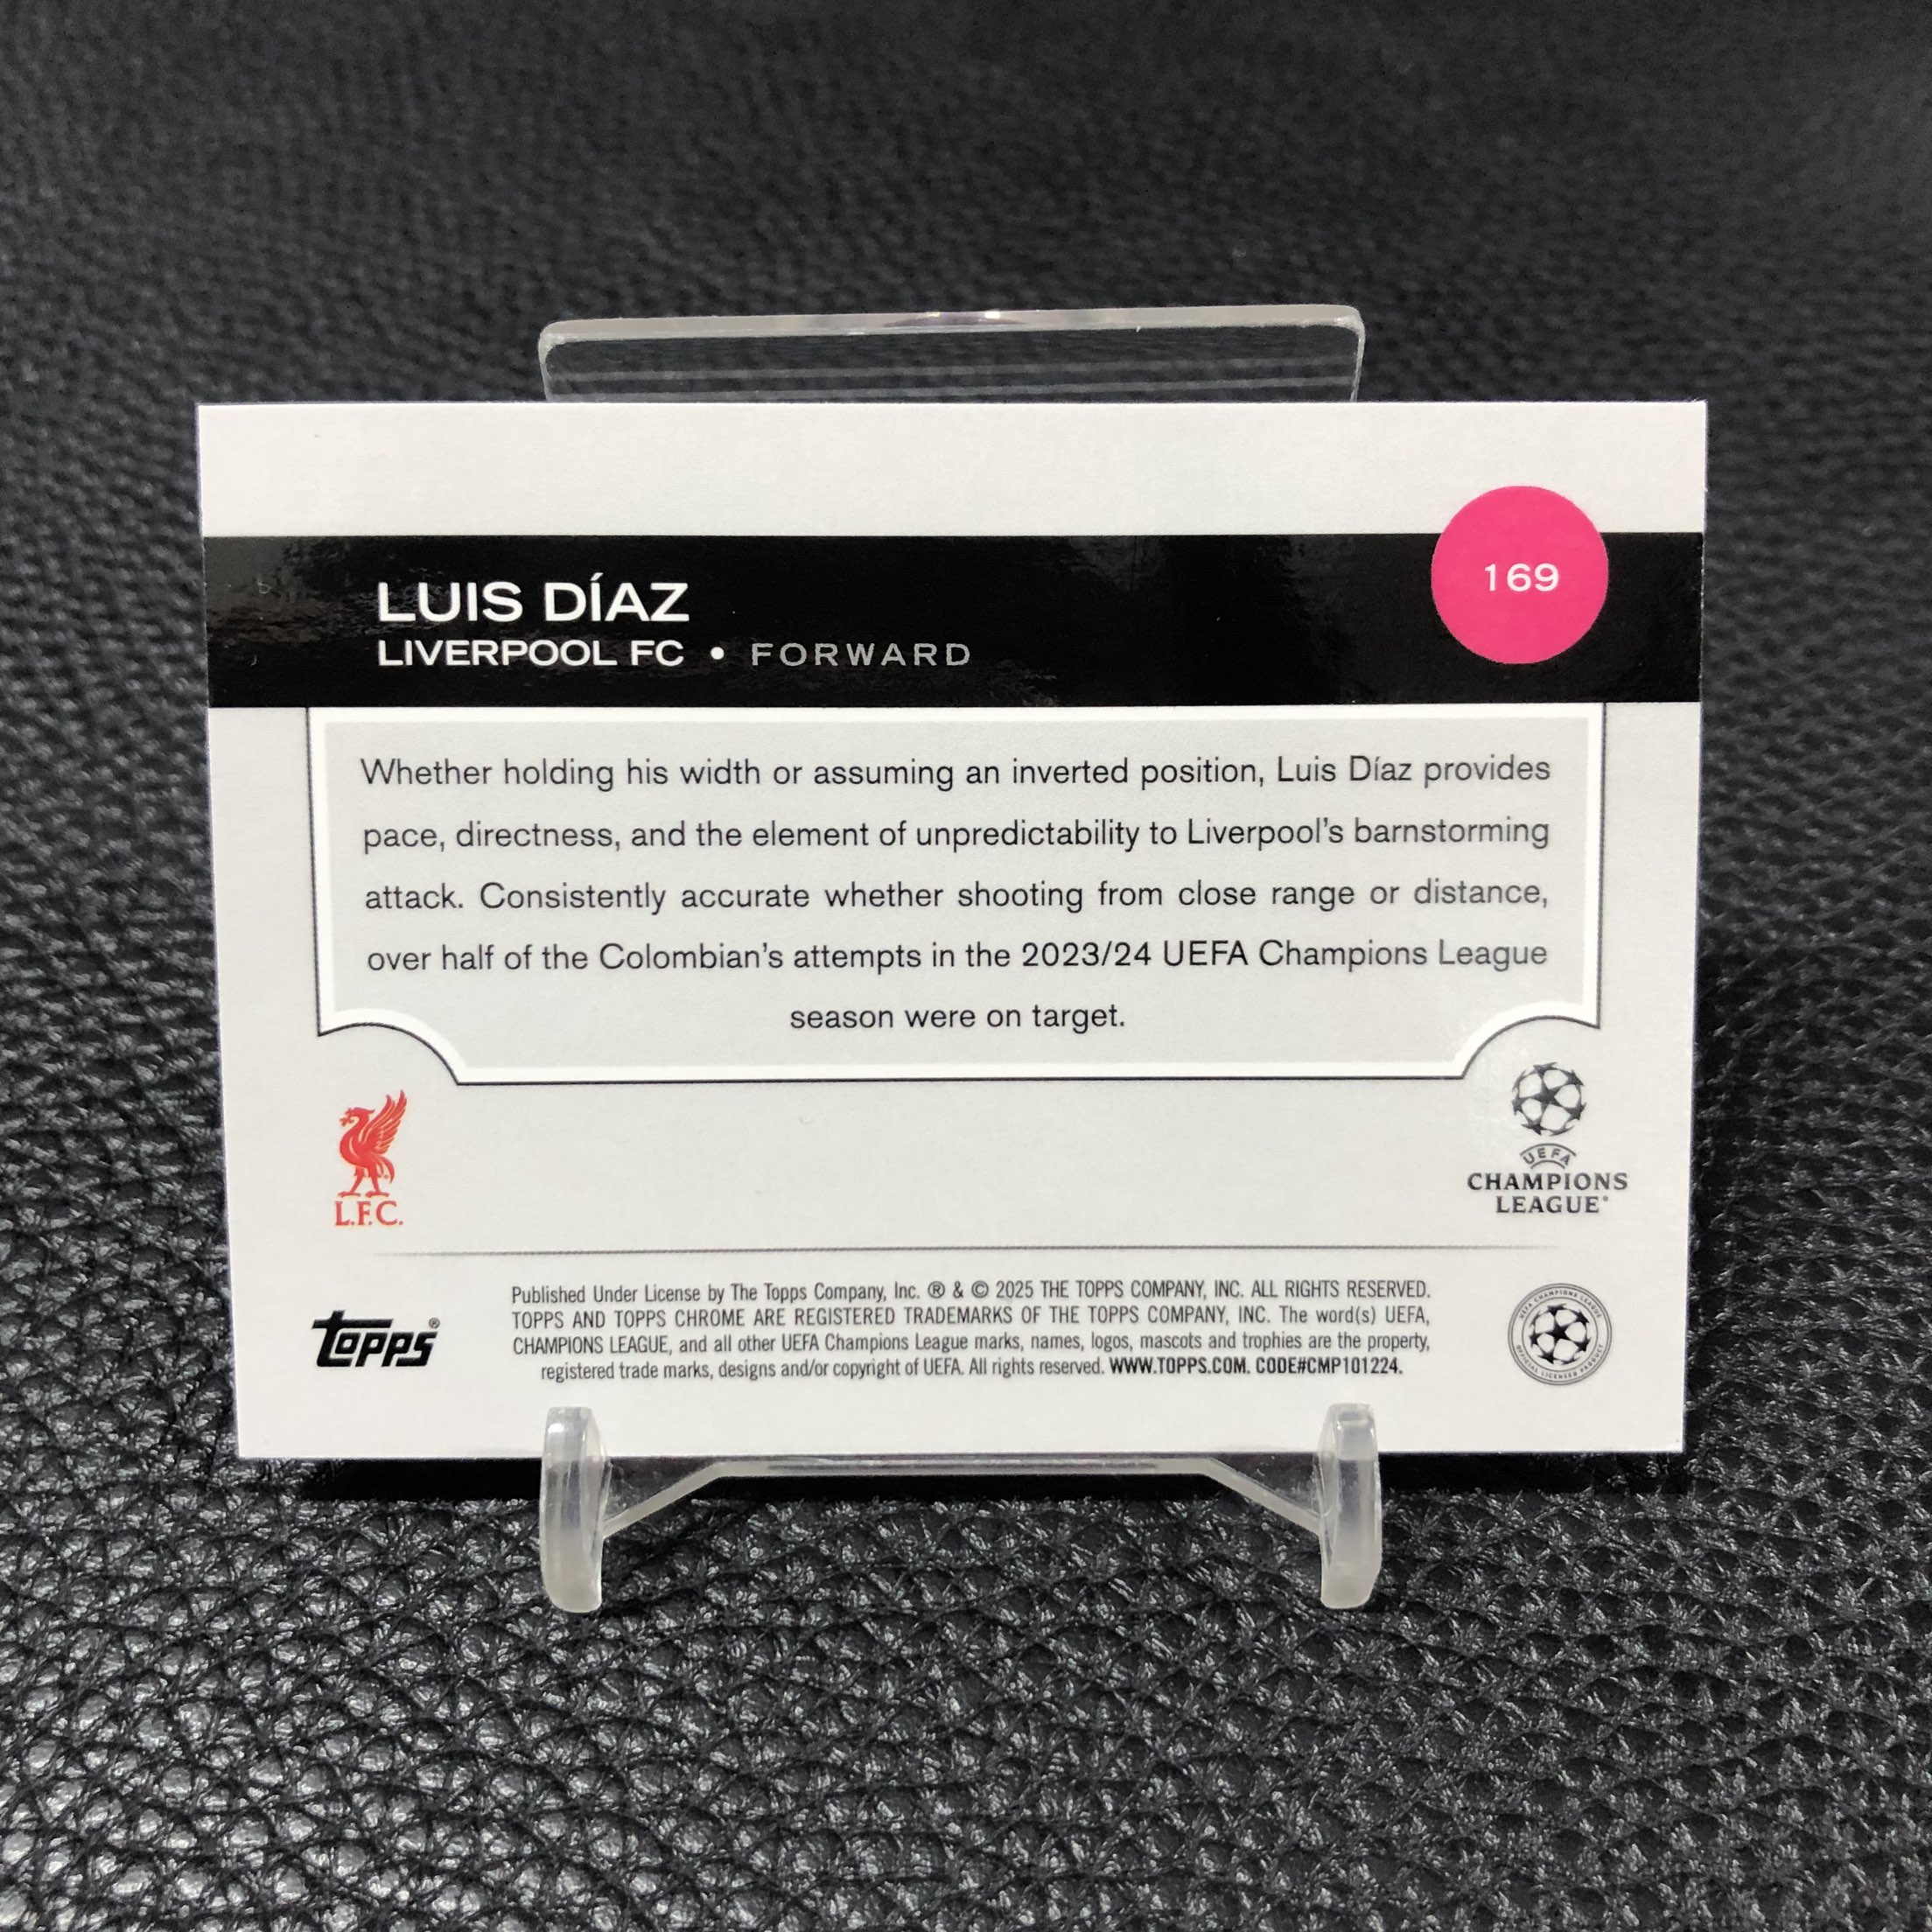 LUIS DÍAZ
LIVERPOOL FC • FORWARD
169
Whether holding his width or assuming an inverted position, Luis Díaz provides
pace, directness, and the element of unpredictability to Liverpool's barnstorming
attack. Consistently accurate whether shooting from close range or distance,
over half of the Colombian's attempts in the 2023/24 UEFA Champions League
season were on target.
L.F.C.
UEFA
CHAMPIONS
LEAGUE®
topps®
Published Under License by The Topps Company, Inc. ® & © 2025 THE TOPPS COMPANY, INC. ALL RIGHTS RESERVED.
TOPPS AND TOPPS CHROME ARE REGISTERED TRADEMARKS OF THE TOPPS COMPANY, INC. The word(s) UEFA,
CHAMPIONS LEAGUE, and all other UEFA Champions League marks, names, logos, mascots and trophies are the property,
registered trade marks, designs and/or copyright of UEFA. All rights reserved. WWW.TOPPS.COM. CODE#CMP101224.
UEFA CHAMPIONS LEAGUE
OFFICIAL LICENSED PRODUCT